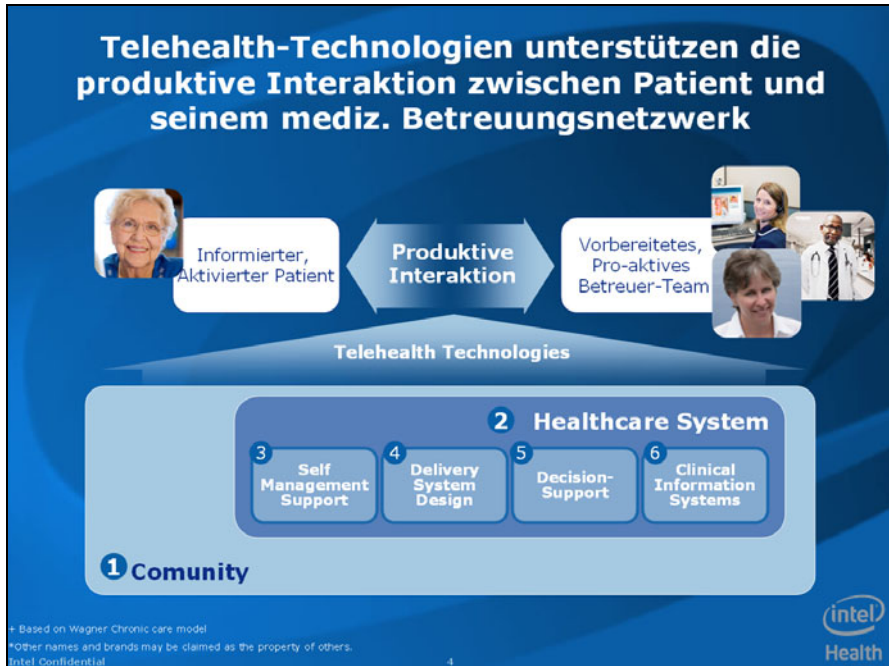 Telehealth-Technologien unterstützen die
produktive Interaktion zwischen Patient und
seinem mediz. Betreuungsnetzwerk
Informierter,
Aktivierter Patient
Produktive
Interaktion
Vorbereitetes,
Pro-aktives
Betreuer-Team
Telehealth Technologies
2 Healthcare System
3
Self
Management
Support
4
Delivery
System
Design
5
Decision-
Support
6
Clinical
Information
Systems
1 Comunity
+ Based on Wagner Chronic care model
*Other names and brands may be claimed as the property of others.
Intel Confidential
4
intel
Health